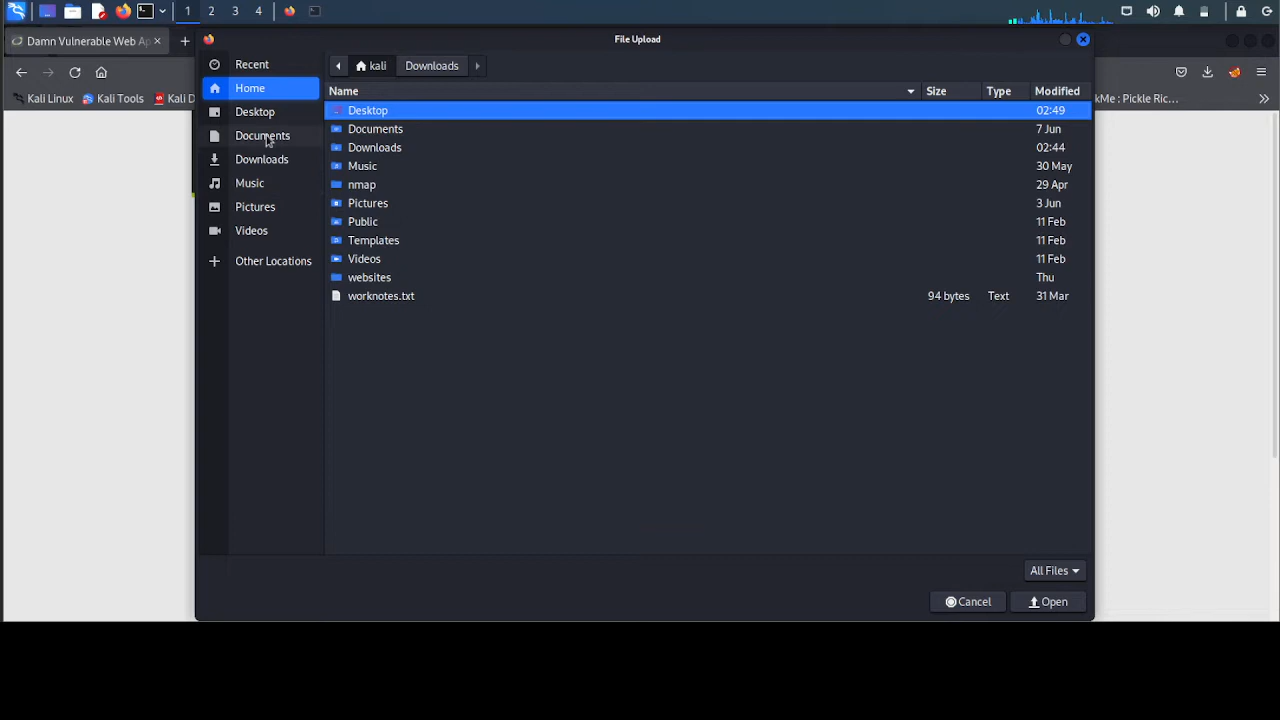 1 2 3 4
Damn Vulnerable Web Ap
File Upload
Kali Linux Kali Tools Kali D
kMe : Pickle Ric...
Recent
Home
Desktop
Documents
Downloads
Music
Pictures
Videos
Other Locations
kali Downloads
Name Size Type Modified
Desktop 02:49
Documents 7 Jun
Downloads 02:44
Music 30 May
nmap 29 Apr
Pictures 3 Jun
Public 11 Feb
Templates 11 Feb
Videos 11 Feb
websites Thu
worknotes.txt 94 bytes Text 31 Mar
All Files
Cancel Open